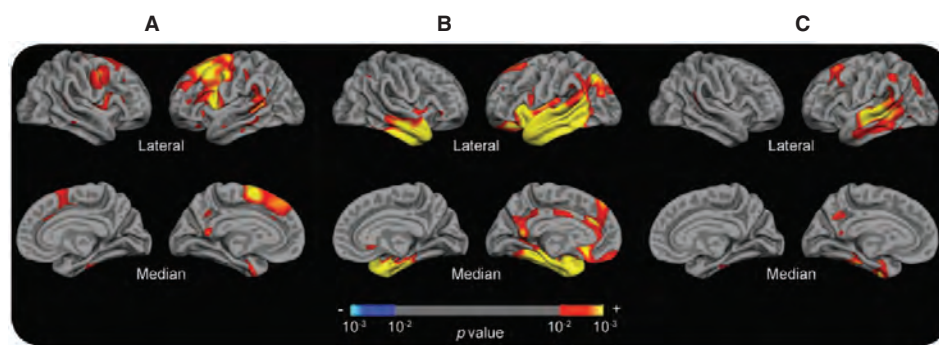 A B C
Lateral Lateral Lateral
Median Median Median
- +
10-3 10-2 10-2 10-3
p value